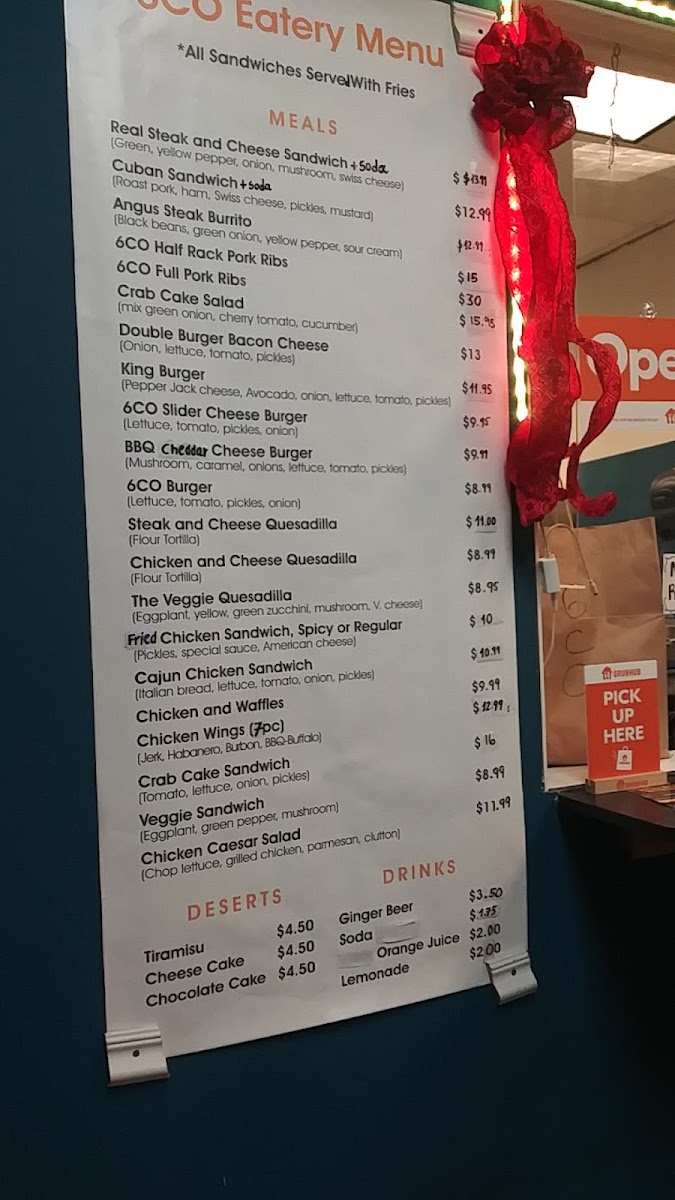 6CO Eatery Menu
*All Sandwiches Served With Fries
MEALS
Real Steak and Cheese Sandwich + soda $ $13.99
(Green, yellow pepper, onion, mushroom, swiss cheese)
Cuban Sandwich + soda $12.99
(Roast pork, ham, Swiss cheese, pickles, mustard)
Angus Steak Burrito $12.99
(Black beans, green onion, yellow pepper, sour cream)
6CO Half Rack Pork Ribs $15
6CO Full Pork Ribs $30
Crab Cake Salad $15.95
(mix green onion, cherry tomato, cucumber)
Double Burger Bacon Cheese $13
(Onion, lettuce, tomato, pickles)
King Burger $11.95
(Pepper Jack cheese, Avocado, onion, lettuce, tomato, pickles)
6CO Slider Cheese Burger $9.95
(Lettuce, tomato, pickles, onion)
BBQ Cheddar Cheese Burger $9.99
(Mushroom, caramel, onions, lettuce, tomato, pickles)
6CO Burger $8.99
(Lettuce, tomato, pickles, onion)
Steak and Cheese Quesadilla $11.00
(Flour Tortilla)
Chicken and Cheese Quesadilla $8.99
(Flour Tortilla)
The Veggie Quesadilla $8.95
(Eggplant, yellow, green zucchini, mushroom, V. cheese)
Fried Chicken Sandwich, Spicy or Regular $10
(Pickles, special sauce, American cheese)
Cajun Chicken Sandwich $10.99
(Italian bread, lettuce, tomato, onion, pickles)
Chicken and Waffles $9.99
Chicken Wings (7pc) $12.99
(Jerk, Habanero, Burbon, BBQ-Buffalo)
Crab Cake Sandwich $16
(Tomato, lettuce, onion, pickles)
Veggie Sandwich $8.99
(Eggplant, green pepper, mushroom)
Chicken Caesar Salad $11.99
(Chop lettuce, grilled chicken, parmesan, clutton)
DESERTS
Tiramisu $4.50
Cheese Cake $4.50
Chocolate Cake $4.50
DRINKS
Ginger Beer $3.50
Soda $1.75
Orange Juice $2.00
Lemonade $2.00
Ope
6CO
GRUBHUB
PICK
UP
HERE